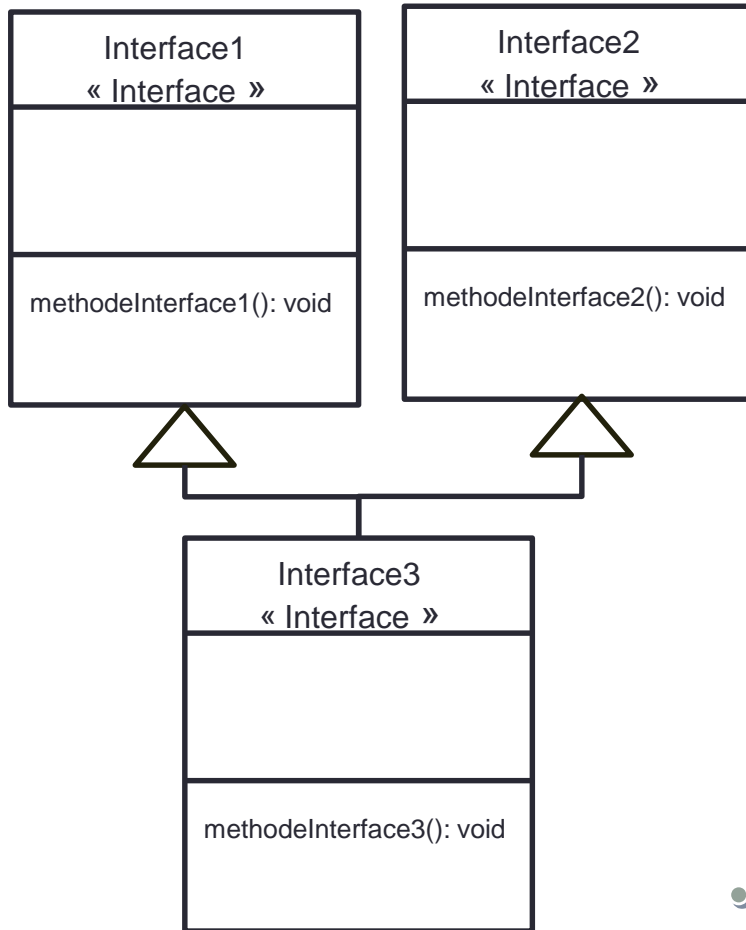 Interface1
« Interface »
methodeInterface1(): void
Interface2
« Interface »
methodeInterface2(): void
Interface3
« Interface »
methodeInterface3(): void